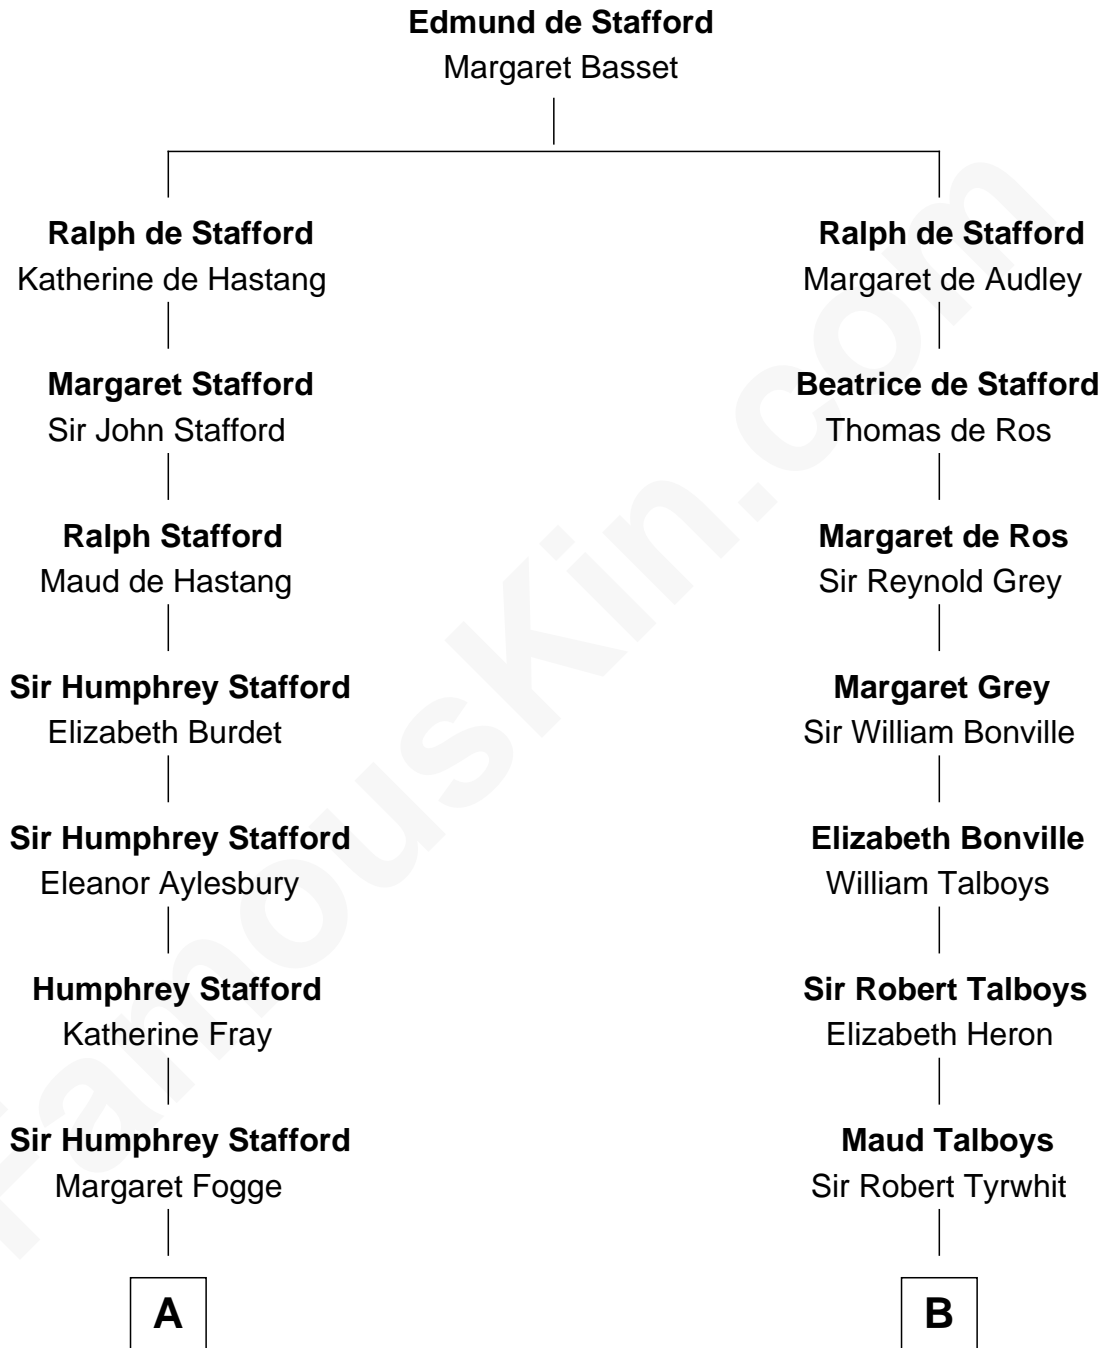 Edmund de Stafford
Margaret Basset
Ralph de Stafford
Katherine de Hastang
Margaret Stafford
Sir John Stafford
Ralph Stafford
Maud de Hastang
Sir Humphrey Stafford
Elizabeth Burdet
Sir Humphrey Stafford
Eleanor Aylesbury
Humphrey Stafford
Katherine Fray
Sir Humphrey Stafford
Margaret Fogge
A
Ralph de Stafford
Margaret de Audley
Beatrice de Stafford
Thomas de Ros
Margaret de Ros
Sir Reynold Grey
Margaret Grey
Sir William Bonville
Elizabeth Bonville
William Talboys
Sir Robert Talboys
Elizabeth Heron
Maud Talboys
Sir Robert Tyrwhit
B
FamousKin.com